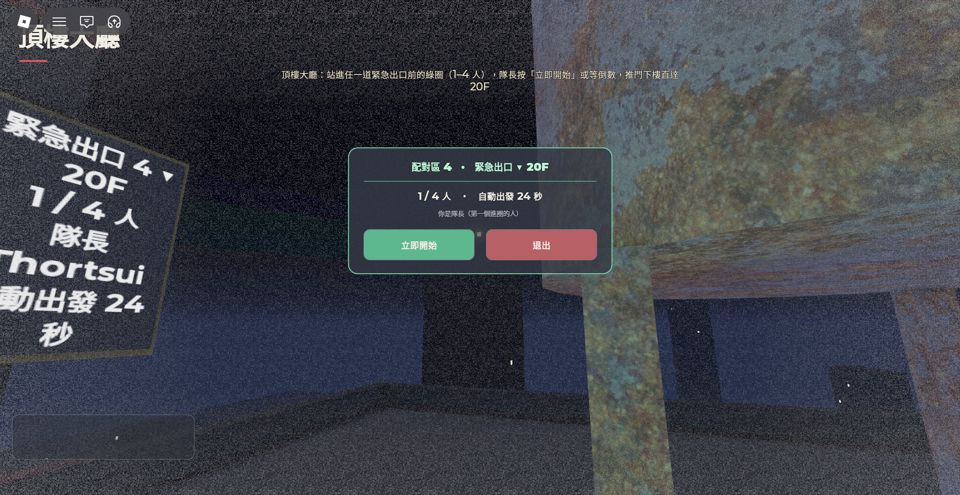 頂樓大廳
頂樓大廳：站進任一道緊急出口前的綠圈（1–4 人），隊長按「立即開始」或等倒數，推門下樓直達
20F
緊急出口 4 ▼
20F
1 / 4 人
隊長
Thortsui
動出發 24
秒
配對區 4 • 緊急出口 ▼ 20F
1 / 4 人 • 自動出發 24 秒
你是隊長（第一個進圈的人）
立即開始
退出